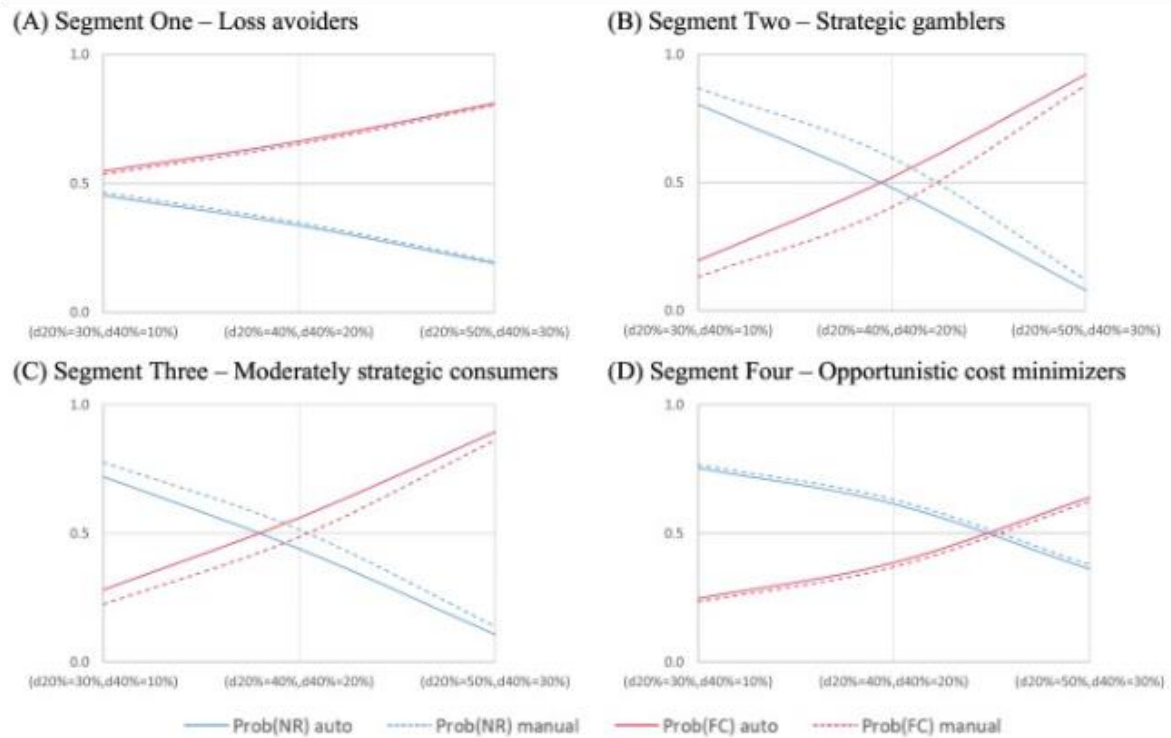 (A) Segment One – Loss avoiders
1.0
0.5
0.0
(d20%=30%,d40%=10%) (d20%=40%,d40%=20%) (d20%=50%,d40%=30%)
(B) Segment Two – Strategic gamblers
1.0
0.5
0.0
(d20%=30%,d40%=10%) (d20%=40%,d40%=20%) (d20%=50%,d40%=30%)
(C) Segment Three – Moderately strategic consumers
1.0
0.5
0.0
(d20%=30%,d40%=10%) (d20%=40%,d40%=20%) (d20%=50%,d40%=30%)
(D) Segment Four – Opportunistic cost minimizers
1.0
0.5
0.0
(d20%=30%,d40%=10%) (d20%=40%,d40%=20%) (d20%=50%,d40%=30%)
Prob(NR) auto Prob(NR) manual Prob(FC) auto Prob(FC) manual